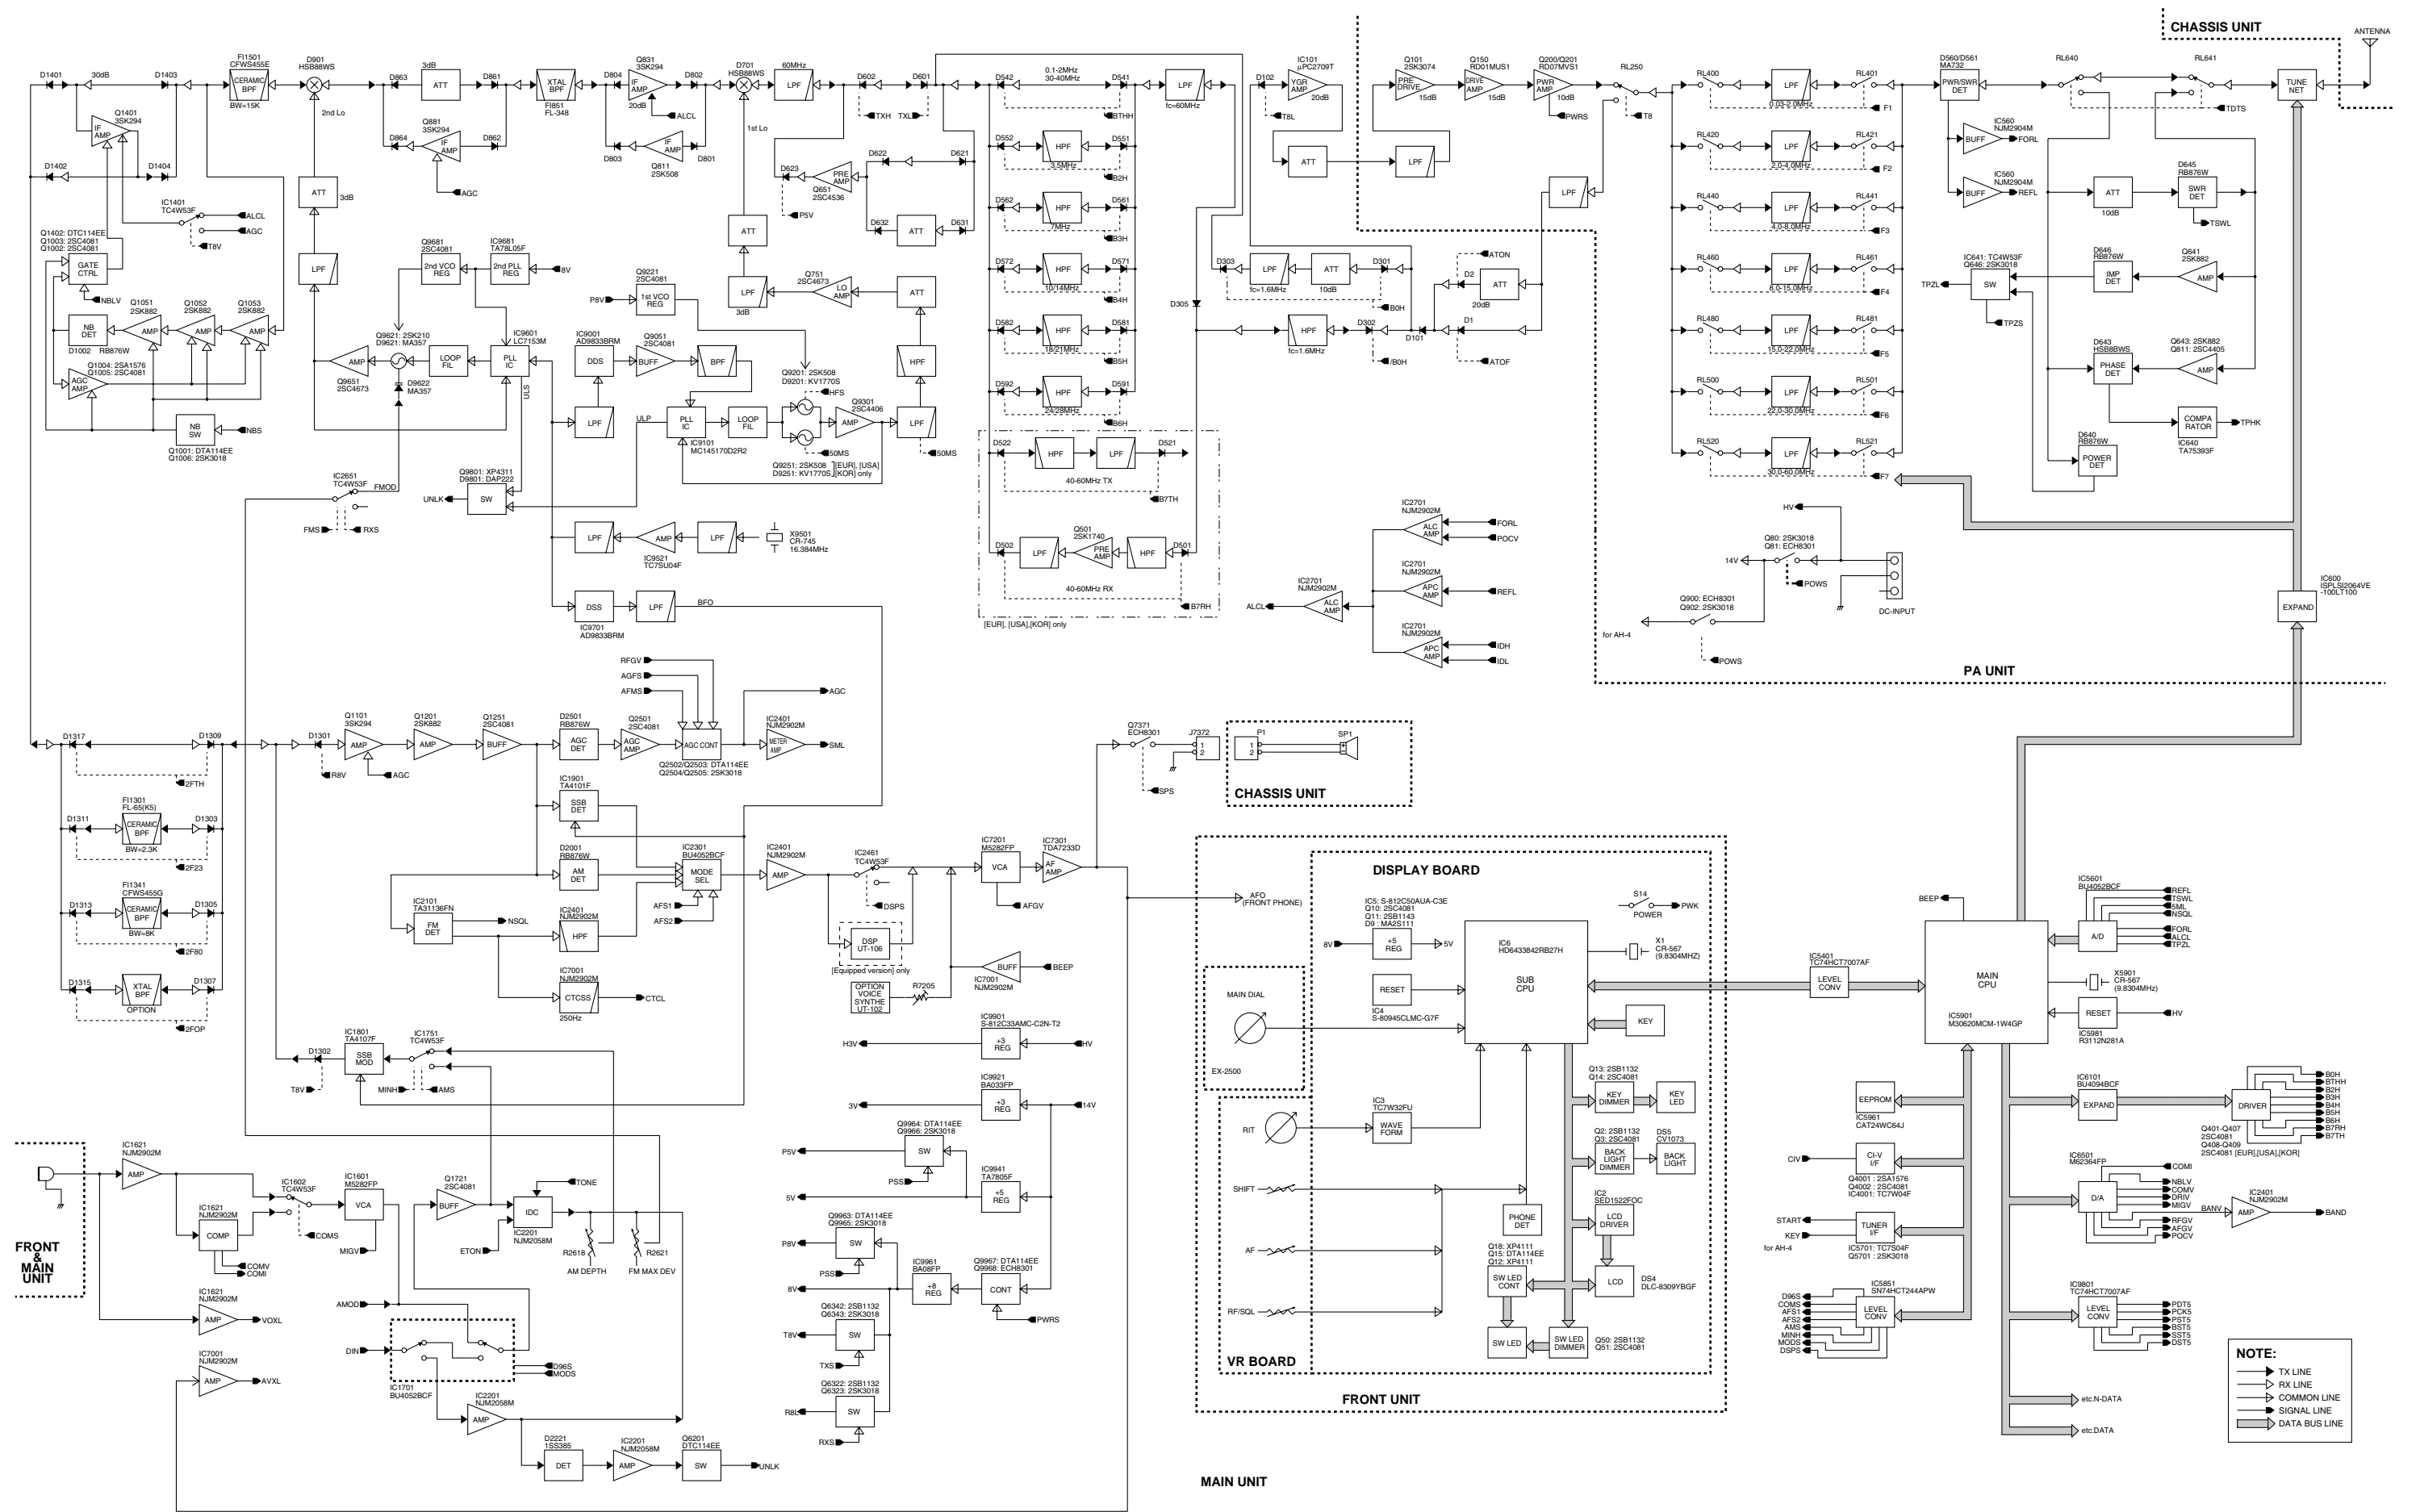 CHASSIS UNIT
ANTENNA
D1401
30dB
D1403
FI1501
CFWS455E
CERAMIC
BPF
BW=15K
D901
HSB88WS
2nd Lo
D863
3dB
ATT
D861
XTAL
BPF
FI851
FL-348
D804
Q831
3SK294
IF
AMP
20dB
D802
ALCL
D701
HSB88WS
1st Lo
60MHz
LPF
D602
D601
TXH
TXL
D542
0.1-2MHz
30-40MHz
D541
BTHH
LPF
fc=60MHz
D102
T8L
IC101
µPC2709T
YGR
AMP
20dB
Q101
2SK3074
PRE
DRIVE
15dB
Q150
RD01MUS1
DRIVE
AMP
15dB
Q200/Q201
RD07MVS1
PWR
AMP
10dB
PWRS
RL250
T8
RL400
LPF
RL401
0.03-2.0MHz
F1
D560/D561
MA732
PWR/SWR
DET
RL640
RL641
TDTS
TUNE
NET
Q1401
3SK294
IF
AMP
D1402
D1404
Q881
3SK294
D864
IF
AMP
D862
AGC
D803
IF
AMP
D801
Q811
2SK508
ATT
3dB
IC1401
TC4W53F
ALCL
AGC
T8V
D623
P5V
PRE
AMP
Q651
2SC4536
D622
D621
D632
ATT
D631
D552
HPF
D551
3.5MHz
B2H
D562
HPF
D561
7MHz
B3H
D572
HPF
D571
10/14MHz
B4H
D582
HPF
D581
18/21MHz
B5H
D592
HPF
D591
24/28MHz
B6H
ATT
LPF
LPF
RL420
LPF
RL421
2.0-4.0MHz
F2
RL440
LPF
RL441
4.0-8.0MHz
F3
RL460
LPF
RL461
8.0-15.0MHz
F4
RL480
LPF
RL481
15.0-22.0MHz
F5
RL500
LPF
RL501
22.0-30.0MHz
F6
RL520
LPF
RL521
30.0-60.0MHz
F7
IC560
NJM2904M
BUFF
FORL
IC560
NJM2904M
BUFF
REFL
ATT
10dB
D645
RB876W
SWR
DET
TSWL
IC641: TC4W53F
Q646: 2SK3018
TPZL
SW
TPZS
D646
RB876W
IMP
DET
Q641
2SK882
AMP
D643
HSB8BWS
PHASE
DET
Q643: 2SK882
Q811: 2SC4405
AMP
COMPA
RATOR
TPHK
IC640
TA75393F
D640
RB876W
POWER
DET
Q1402: DTC114EE
Q1003: 2SC4081
Q1002: 2SC4081
GATE
CTRL
NBLV
Q1051
2SK882
AMP
Q1052
2SK882
AMP
Q1053
2SK882
AMP
NB
DET
D1002
RB876W
Q1004: 2SA1576
Q1005: 2SC4081
AGC
AMP
NB
SW
NBS
Q1001: DTA114EE
Q1006: 2SK3018
LPF
Q9681
2SC4081
2nd VCO
REG
IC9681
TA78L05F
2nd PLL
REG
8V
Q9621: 2SK210
D9621: MA357
AMP
Q9651
2SC4673
D9622
MA357
LOOP
FIL
IC9601
LC7153M
PLL
IC
ULS
Q9221
2SC4081
P8V
1st VCO
REG
IC9001
AD9833BRM
DDS
Q9051
2SC4081
BUFF
BPF
LPF
ULP
PLL
IC
IC9101
MC145170D2R2
LOOP
FIL
Q9201: 2SK508
D9201: KV1770S
HFS
50MS
Q9251: 2SK508
D9251: KV1770S
[EUR], [USA]
[KOR] only
Q9301
2SC4406
AMP
LPF
50MS
HPF
ATT
Q751
2SC4673
LO
AMP
LPF
3dB
ATT
D303
LPF
fc=1.6MHz
ATT
10dB
D301
B0H
D305
HPF
fc=1.6MHz
D302
/B0H
D101
ATON
D2
ATT
20dB
D1
ATOF
D522
HPF
LPF
D521
40-60MHz TX
B7TH
D502
LPF
Q501
2SK1740
PRE
AMP
HPF
D501
40-60MHz RX
B7RH
[EUR], [USA],[KOR] only
IC2651
TC4W53F
FMOD
FMS
RXS
Q9801: XP4311
D9801: DAP222
UNLK
SW
LPF
AMP
IC9521
TC7SU04F
LPF
X9501
CR-745
16.384MHz
DSS
IC9701
AD9833BRM
LPF
BFO
IC2701
NJM2902M
ALC
AMP
FORL
POCV
IC2701
NJM2902M
APC
AMP
REFL
IC2701
NJM2902M
ALCL
ALC
AMP
IC2701
NJM2902M
APC
AMP
IDH
IDL
HV
Q80: 2SK3018
Q81: ECH8301
14V
POWS
DC-INPUT
Q900: ECH8301
Q902: 2SK3018
for AH-4
POWS
IC600
ISPLSI2064VE
-100LT100
EXPAND
PA UNIT
RFGV
AGFS
AFMS
AGC
D1317
D1309
2FTH
D1301
R8V
Q1101
3SK294
AMP
AGC
Q1201
2SK882
AMP
Q1251
2SC4081
BUFF
D2501
RB876W
AGC
DET
Q2501
2SC4081
AGC
AMP
AGC CONT
Q2502/Q2503: DTA114EE
Q2504/Q2505: 2SK3018
IC2401
NJM2902M
METER
AMP
SML
Q7371
ECH8301
SPS
J7372
1
2
P1
1
2
SP1
CHASSIS UNIT
FI1301
FL-65(K5)
D1311
CERAMIC
BPF
D1303
BW=2.3K
2F23
FI1341
CFWS455G
D1313
CERAMIC
BPF
D1305
BW=8K
2F80
D1315
XTAL
BPF
D1307
OPTION
2FOP
IC1901
TA4101F
SSB
DET
D2001
RB876W
AM
DET
IC2101
TA31136FN
FM
DET
NSQL
IC2401
NJM2902M
HPF
IC7001
NJM2902M
CTCSS
250Hz
CTCL
IC2301
BU4052BCF
MODE
SEL
AFS1
AFS2
IC2401
NJM2902M
AMP
IC2461
TC4W53F
DSPS
DSP
UT-106
[Equipped version] only
OPTION
VOICE
SYNTHE
UT-102
R7205
IC7201
M5282FP
VCA
AFGV
IC7301
TDA7233D
AF
AMP
BUFF
IC7001
NJM2902M
BEEP
AFO
(FRONT PHONE)
D1302
T8V
IC1801
TA4107F
SSB
MOD
IC1751
TC4W53F
MINH
AMS
IC9901
S-812C33AMC-C2N-T2
H3V
+3
REG
HV
IC9921
BA033FP
3V
+3
REG
14V
Q9964: DTA114EE
Q9966: 2SK3018
P5V
SW
PSS
IC9941
TA7805F
5V
+5
REG
Q9963: DTA114EE
Q9965: 2SK3018
P8V
SW
PSS
IC9961
BA08FP
8V
+8
REG
Q9967: DTA114EE
Q9968: ECH8301
CONT
PWRS
Q6342: 2SB1132
Q6343: 2SK3018
T8V
SW
TXS
Q6322: 2SB1132
Q6323: 2SK3018
R8L
SW
RXS
FRONT
&
MAIN
UNIT
IC1621
NJM2902M
AMP
IC1621
NJM2902M
COMP
COMV
COMI
IC1602
TC4W53F
COMS
IC1601
M5282FP
VCA
MIGV
Q1721
2SC4081
BUFF
TONE
IDC
IC2201
NJM2058M
ETON
R2618
AM DEPTH
R2621
FM MAX DEV
IC1621
NJM2902M
AMP
VOXL
AMOD
DIN
D96S
MODS
IC1701
BU4052BCF
IC7001
NJM2902M
AMP
AVXL
IC2201
NJM2058M
AMP
D2221
1SS385
DET
IC2201
NJM2058M
AMP
Q6201
DTC114EE
SW
UNLK
DISPLAY BOARD
IC5: S-812C50AUA-C3E
Q10: 2SC4081
Q11: 2SB1143
D9 : MA2S111
8V
+5
REG
5V
S14
POWER
PWK
IC6
HD6433842RB27H
SUB
CPU
X1
CR-567
(9.8304MHZ)
MAIN DIAL
EX-2500
RESET
IC4
S-80945CLMC-G7F
KEY
RIT
IC3
TC7W32FU
WAVE
FORM
SHIFT
AF
RF/SQL
PHONE
DET
Q13: 2SB1132
Q14: 2SC4081
KEY
DIMMER
KEY
LED
Q2: 2SB1132
Q3: 2SC4081
BACK
LIGHT
DIMMER
DS5
CV1073
BACK
LIGHT
IC2
SED1522FOC
LCD
DRIVER
LCD
DS4
DLC-8309YBGF
Q18: XP4111
Q15: DTA114EE
Q12: XP4111
SW LED
CONT
SW LED
SW LED
DIMMER
Q50: 2SB1132
Q51: 2SC4081
VR BOARD
FRONT UNIT
MAIN UNIT
IC5401
TC74HCT7007AF
LEVEL
CONV
BEEP
MAIN
CPU
IC5901
M30620MCM-1W4GP
IC5601
BU4052BCF
A/D
REFL
TSWL
5ML
NSQL
FORL
ALCL
TPZL
X5901
CR-567
(9.8304MHz)
RESET
HV
IC5981
R3112N281A
EEPROM
IC5961
CAT24WC64J
CIV
CI-V
I/F
Q4001 : 2SA1576
Q4002 : 2SC4081
IC4001: TC7W04F
START
KEY
for AH-4
TUNER
I/F
IC5701: TC7S04F
Q5701 : 2SK3018
IC5851
SN74HCT244APW
LEVEL
CONV
D96S
COMS
AFS1
AFS2
AMS
MINH
MODS
DSPS
IC6101
BU4094BCF
EXPAND
DRIVER
B0H
BTHH
B2H
B3H
B4H
B5H
B6H
B7RH
B7TH
Q401-Q407
2SC4081
Q408-Q409
2SC4081 [EUR],[USA],[KOR]
IC6501
M62364FP
D/A
COMI
NBLV
COMV
DRIV
MIGV
BANV
RFGV
AFGV
POCV
IC2401
NJM2902M
AMP
BAND
IC9801
TC74HCT7007AF
LEVEL
CONV
PDT5
PCK5
PST5
BST5
SST5
DST5
etc.N-DATA
etc.DATA
NOTE:
TX LINE
RX LINE
COMMON LINE
SIGNAL LINE
DATA BUS LINE